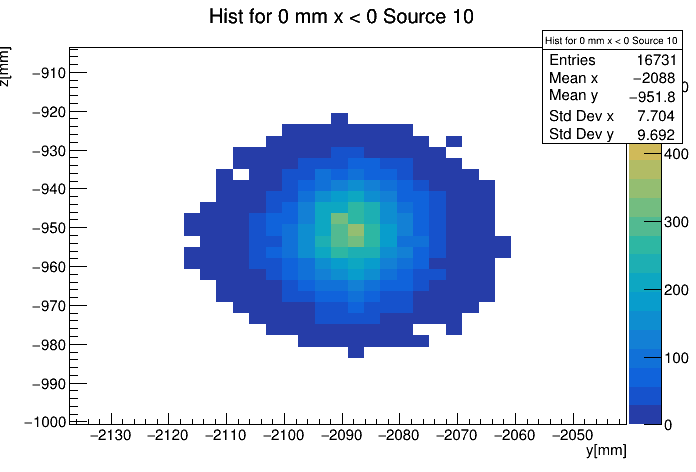 Hist for 0 mm x < 0 Source 10
Hist for 0 mm x < 0 Source 10
Entries 16731
Mean x −2088
Mean y −951.8
Std Dev x 7.704
Std Dev y 9.692
z[mm]
−910
−920
−930
−940
−950
−960
−970
−980
−990
−1000
−2130 −2120 −2110 −2100 −2090 −2080 −2070 −2060 −2050
y[mm]
400
300
200
100
0